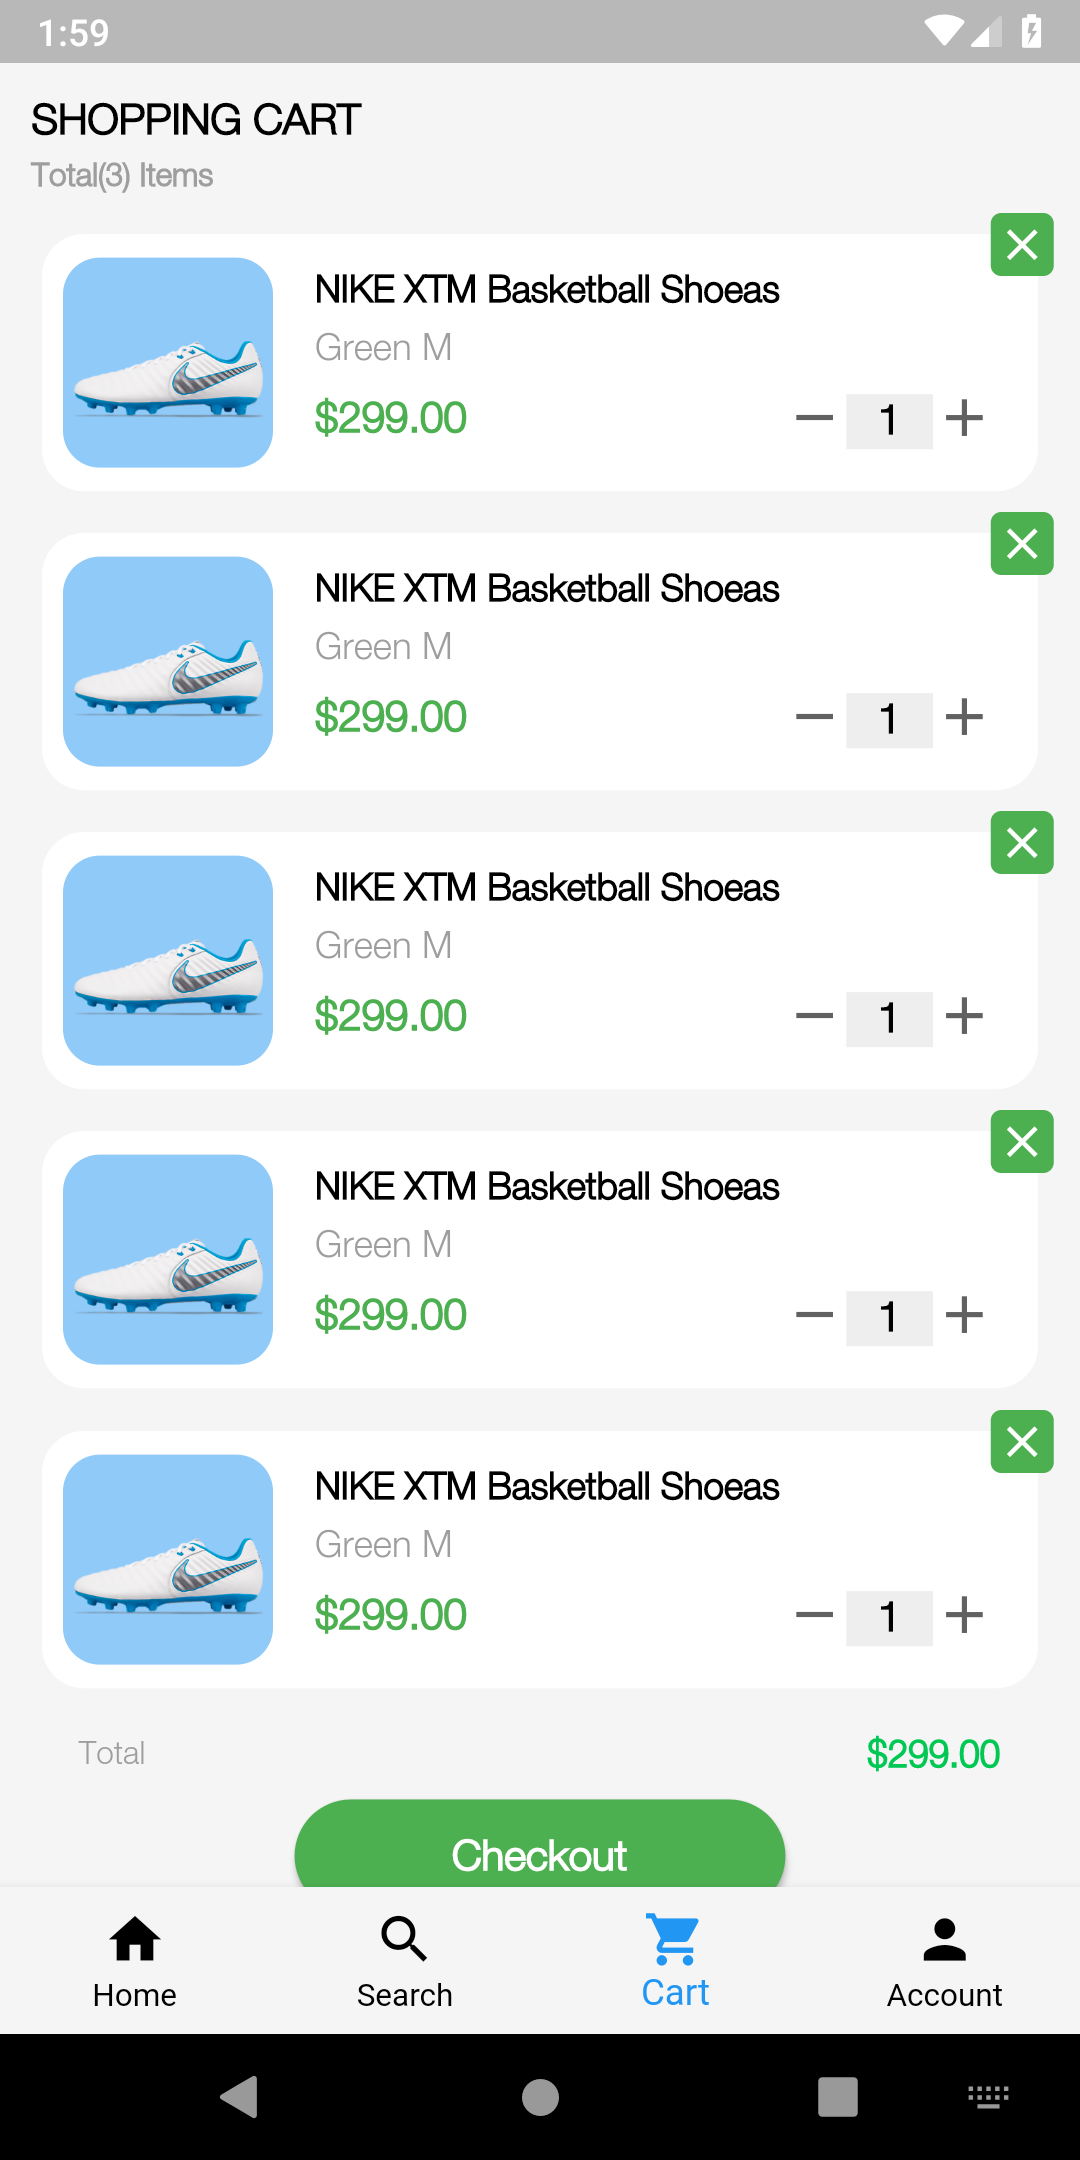 1:59
SHOPPING CART
Total(3) Items
NIKE XTM Basketball Shoeas
Green M
$299.00
1
NIKE XTM Basketball Shoeas
Green M
$299.00
1
NIKE XTM Basketball Shoeas
Green M
$299.00
1
NIKE XTM Basketball Shoeas
Green M
$299.00
1
NIKE XTM Basketball Shoeas
Green M
$299.00
1
Total $299.00
Checkout
Home Search Cart Account